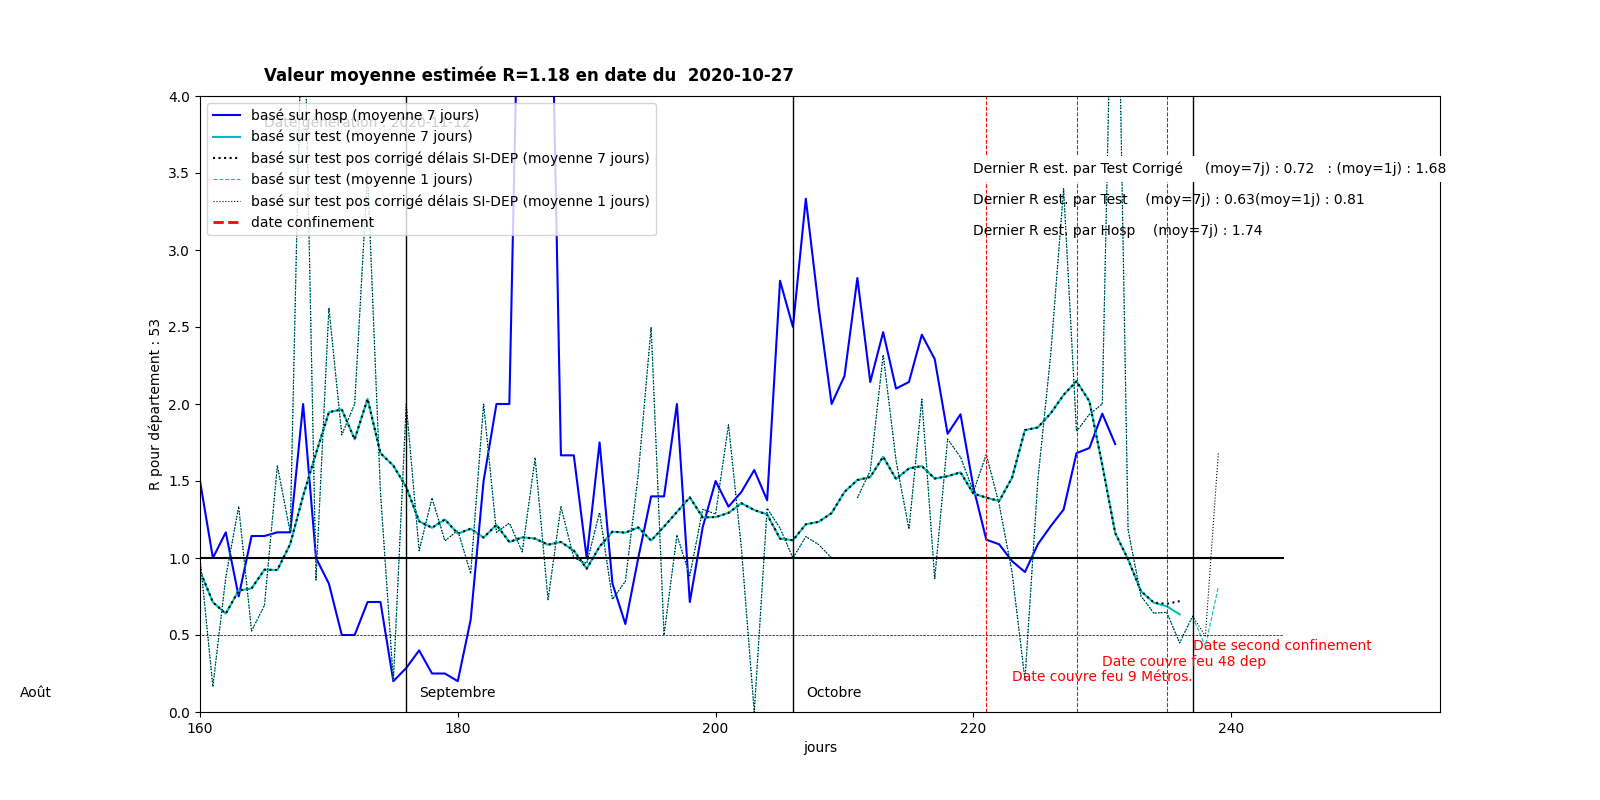 Valeur moyenne estimée R=1.18 en date du  2020-10-27
Date génération : 2020-11-12
basé sur hosp (moyenne 7 jours)
basé sur test (moyenne 7 jours)
basé sur test pos corrigé délais SI-DEP (moyenne 7 jours)
basé sur test (moyenne 1 jours)
basé sur test pos corrigé délais SI-DEP (moyenne 1 jours)
date confinement
Dernier R est. par Test Corrigé     (moy=7j) : 0.72   : (moy=1j) : 1.68
Dernier R est. par Test    (moy=7j) : 0.63(moy=1j) : 0.81
Dernier R est. par Hosp    (moy=7j) : 1.74
R pour département : 53
4.0
3.5
3.0
2.5
2.0
1.5
1.0
0.5
0.0
Date second confinement
Date couvre feu 48 dep
Date couvre feu 9 Métros.
Août
Septembre
Octobre
160
180
200
220
240
jours